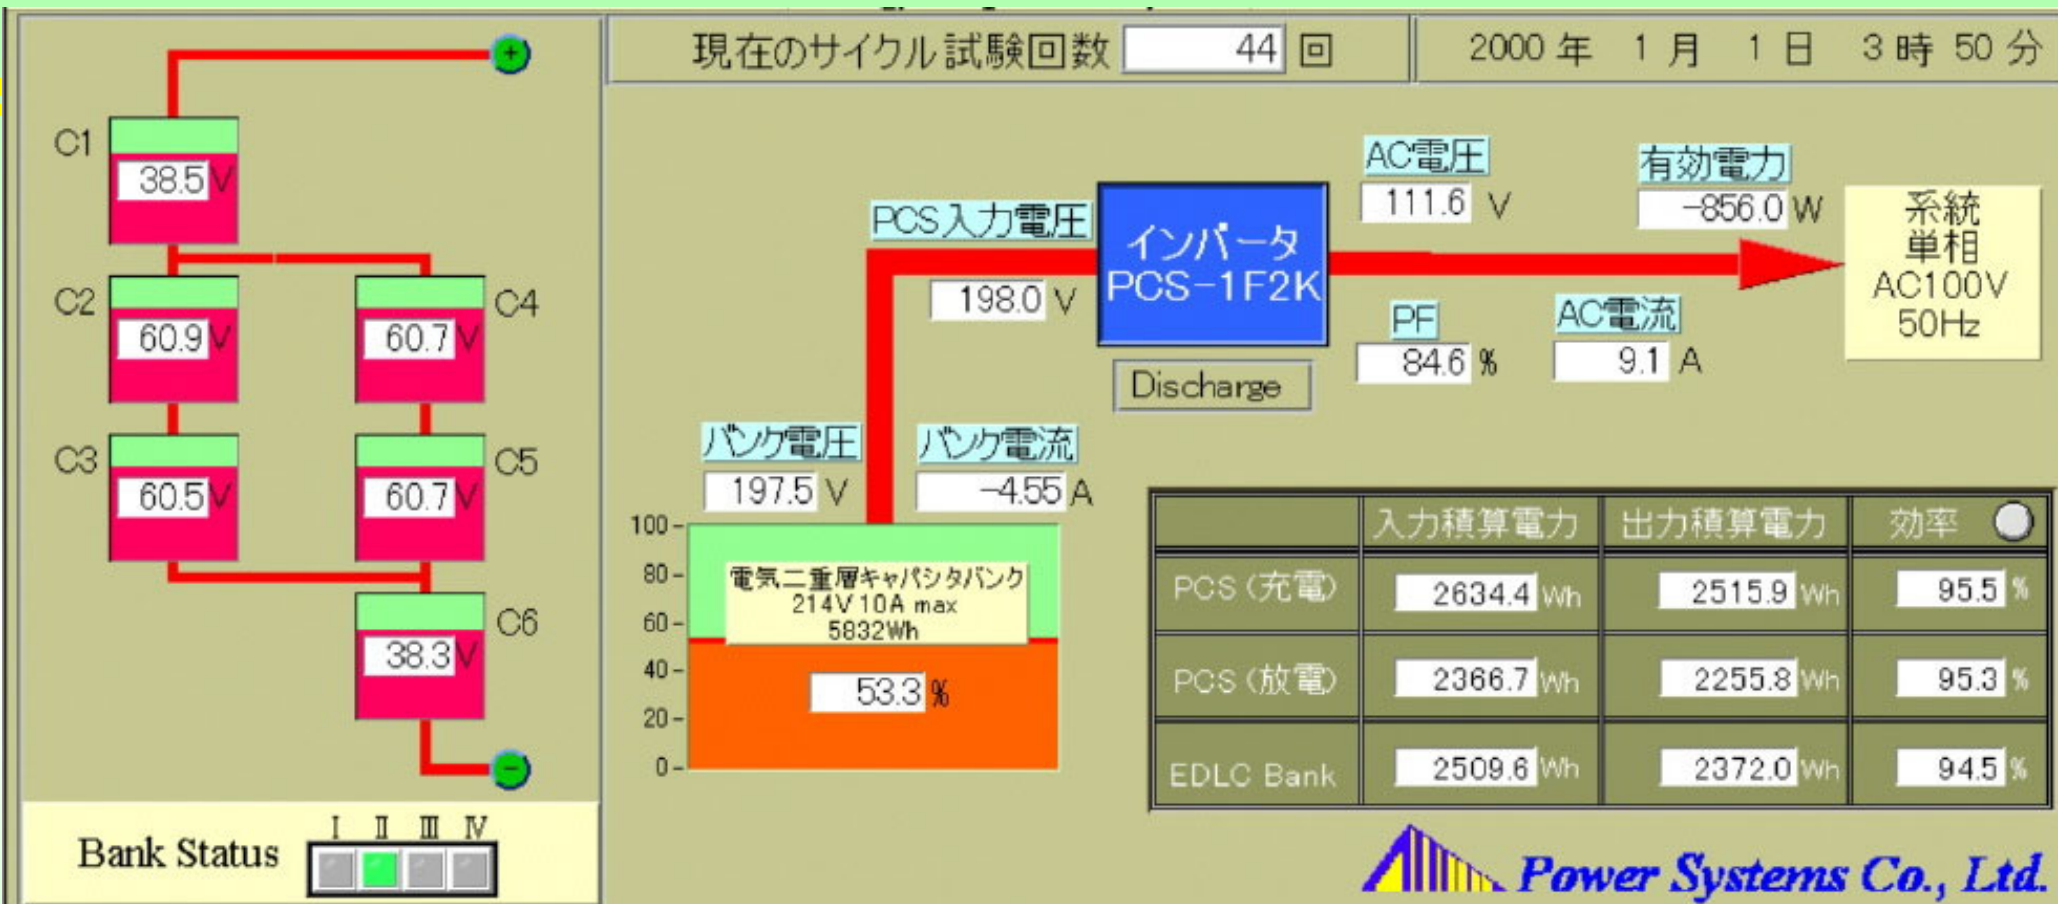 現在のサイクル試験回数 44 回
2000 年 1 月 1 日 3 時 50 分
C1
38.5 V
C2
60.9 V
C4
60.7 V
C3
60.5 V
C5
60.7 V
C6
38.3 V
Bank Status
I II III IV
PCS入力電圧
198.0 V
インバータ
PCS-1F2K
Discharge
AC電圧
111.6 V
有効電力
-856.0 W
PF
84.6 %
AC電流
9.1 A
系統
単相
AC100V
50Hz
バンク電圧
197.5 V
バンク電流
-4.55 A
100
80
60
40
20
0
電気二重層キャパシタバンク
214V 10A max
5832Wh
53.3 %
入力積算電力 出力積算電力 効率
PCS (充電) 2634.4 Wh 2515.9 Wh 95.5 %
PCS (放電) 2366.7 Wh 2255.8 Wh 95.3 %
EDLC Bank 2509.6 Wh 2372.0 Wh 94.5 %
Power Systems Co., Ltd.